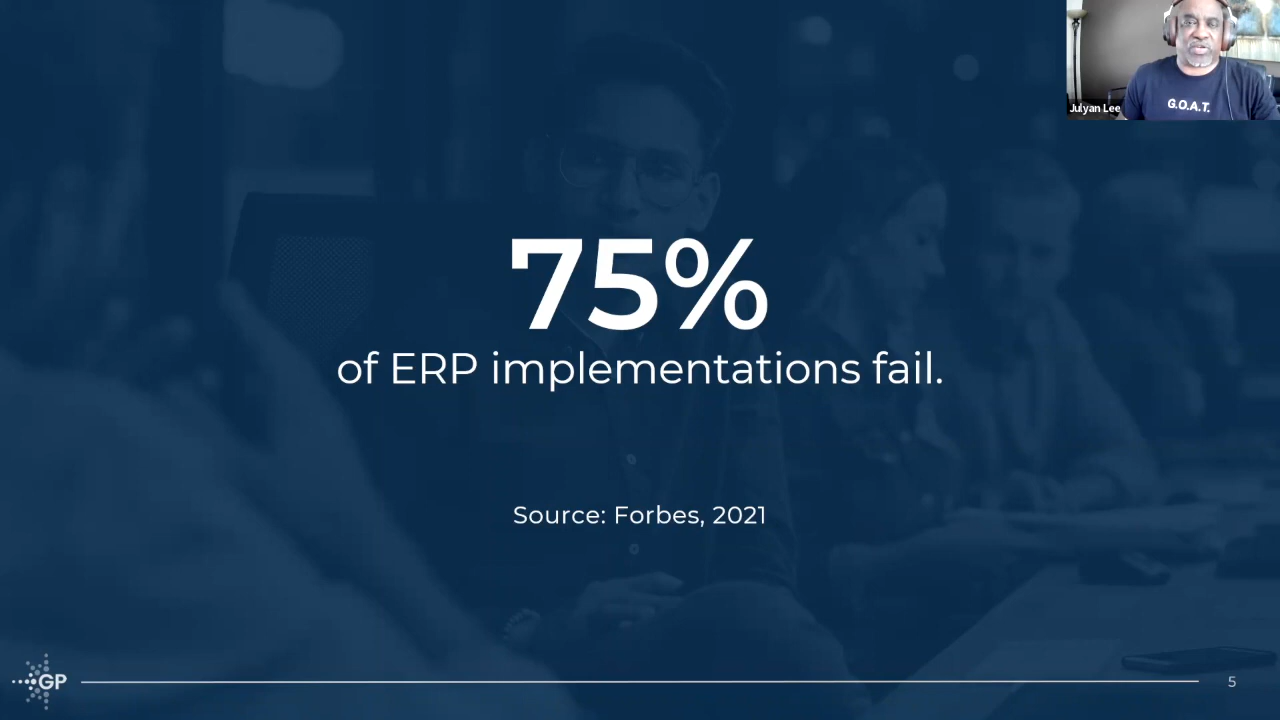 Julyan Lee
G.O.A.T.
75%
of ERP implementations fail.
Source: Forbes, 2021
GP
5